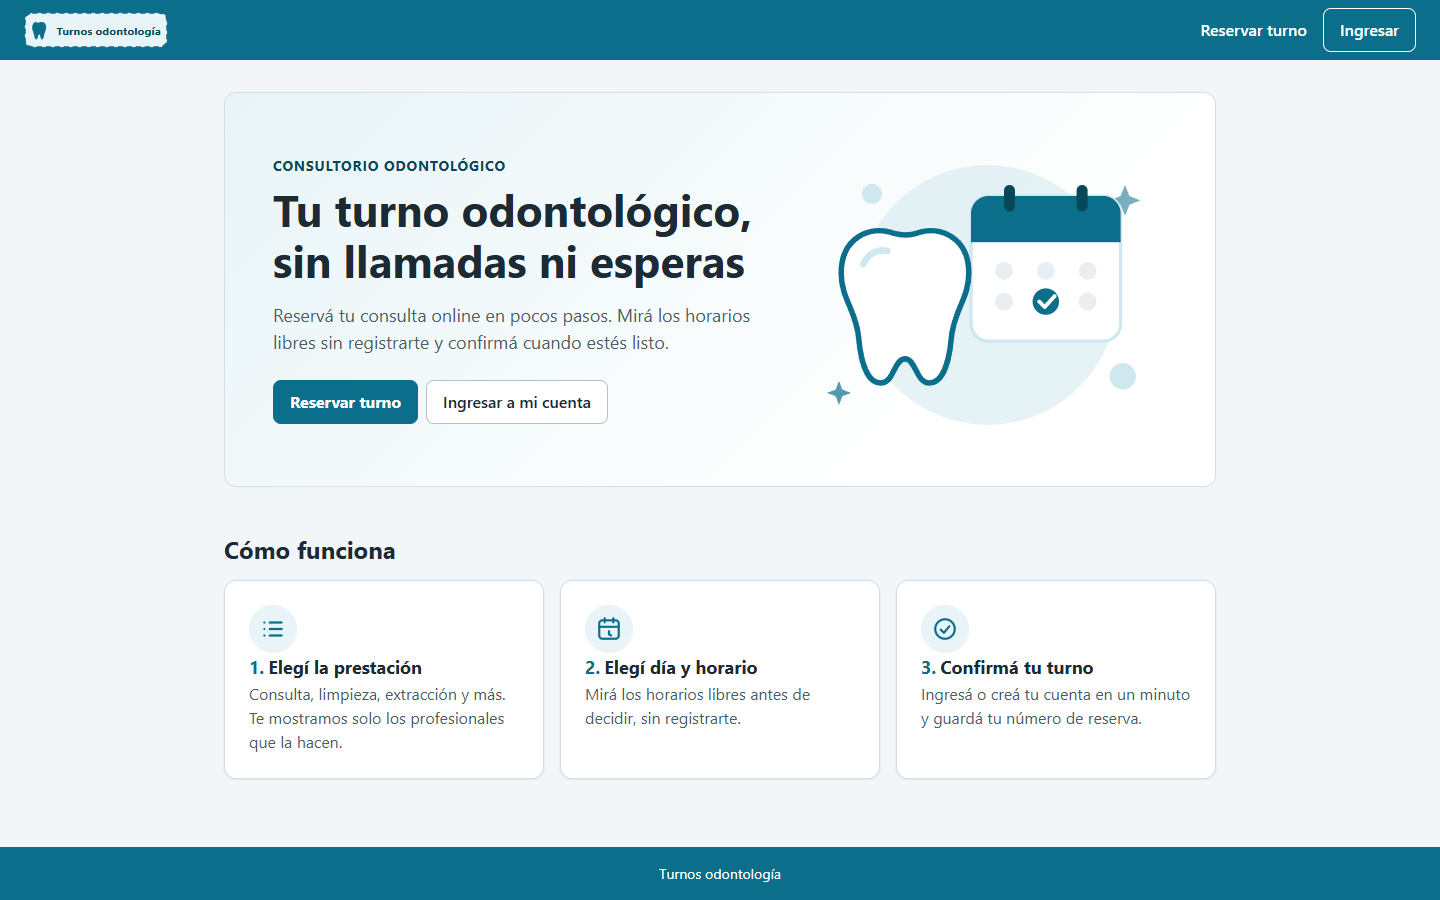 Turnos odontología
Reservar turno
Ingresar
CONSULTORIO ODONTOLÓGICO
Tu turno odontológico,
sin llamadas ni esperas
Reservá tu consulta online en pocos pasos. Mirá los horarios
libres sin registrarte y confirmá cuando estés listo.
Reservar turno
Ingresar a mi cuenta
Cómo funciona
1. Elegí la prestación
Consulta, limpieza, extracción y más.
Te mostramos solo los profesionales
que la hacen.
2. Elegí día y horario
Mirá los horarios libres antes de
decidir, sin registrarte.
3. Confirmá tu turno
Ingresá o creá tu cuenta en un minuto
y guardá tu número de reserva.
Turnos odontología